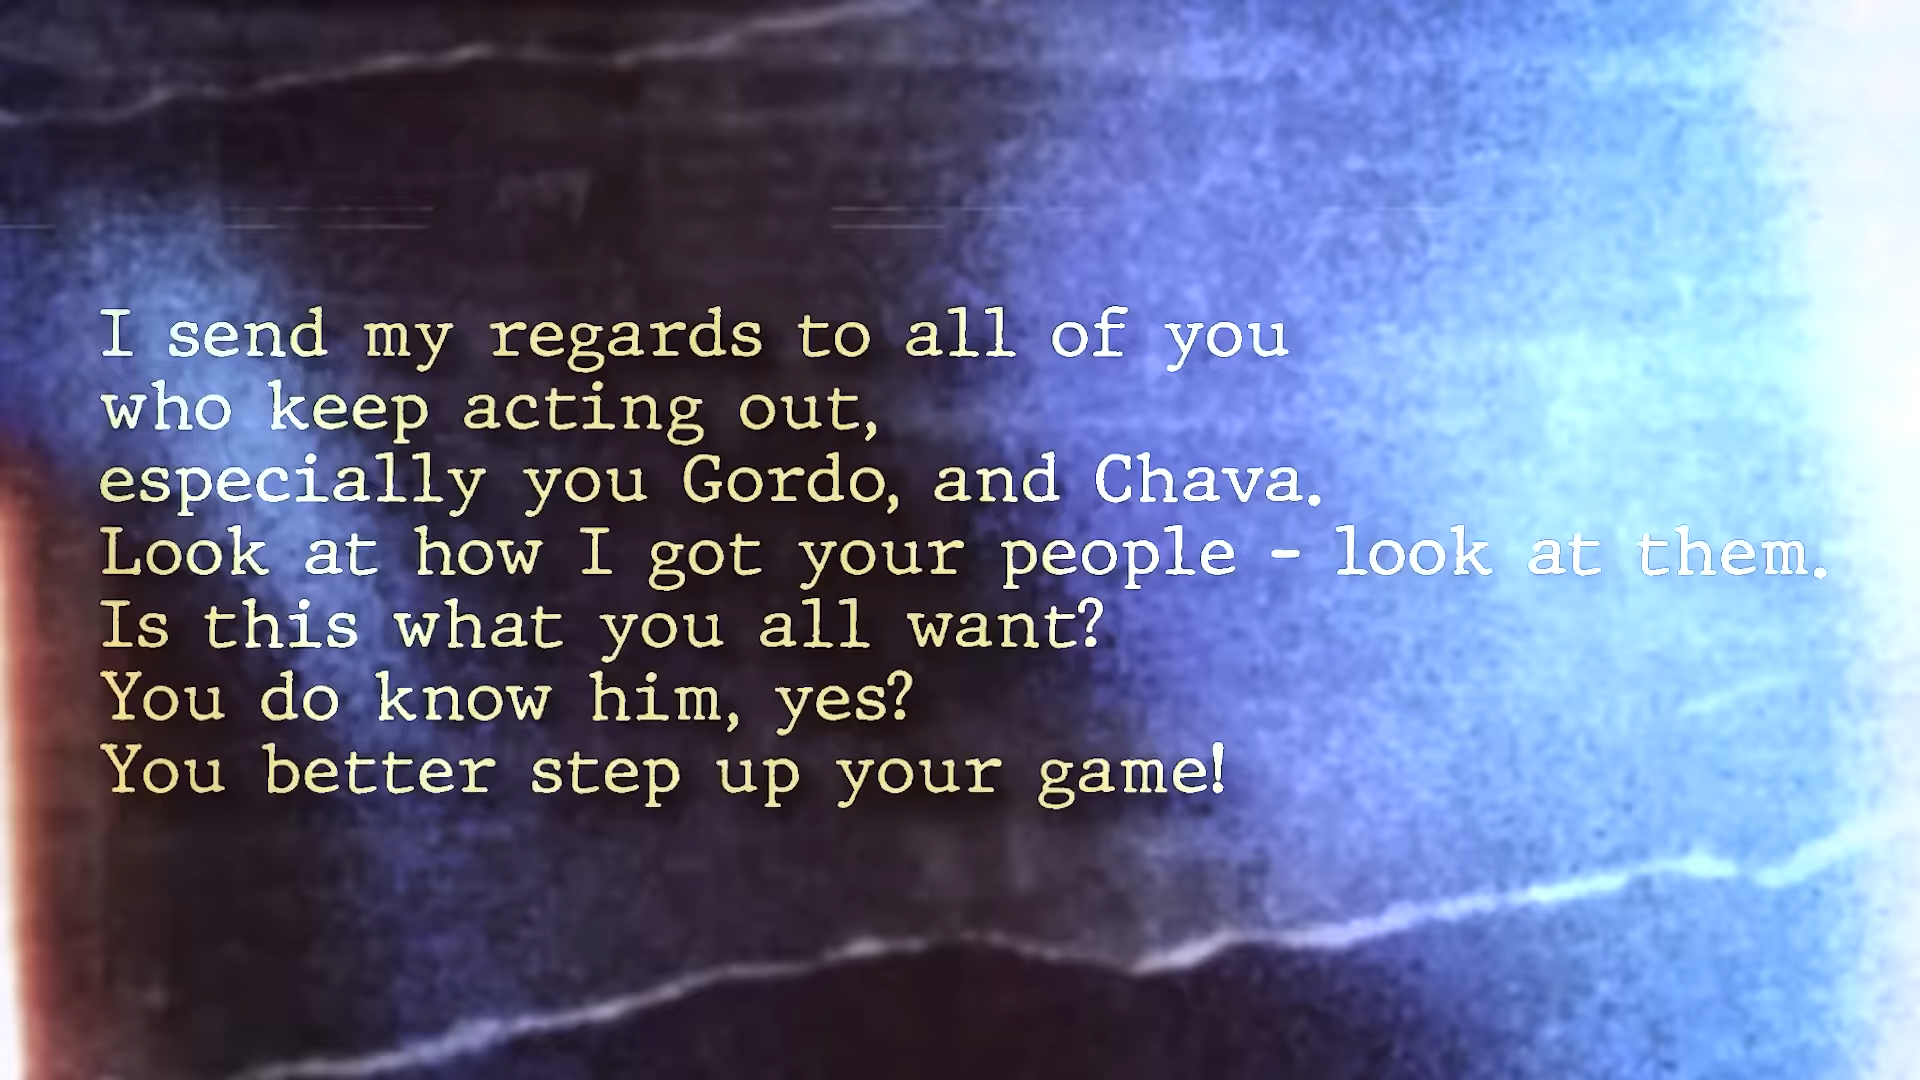 I send my regards to all of you
who keep acting out,
especially you Gordo, and Chava.
Look at how I got your people - look at them.
Is this what you all want?
You do know him, yes?
You better step up your game!